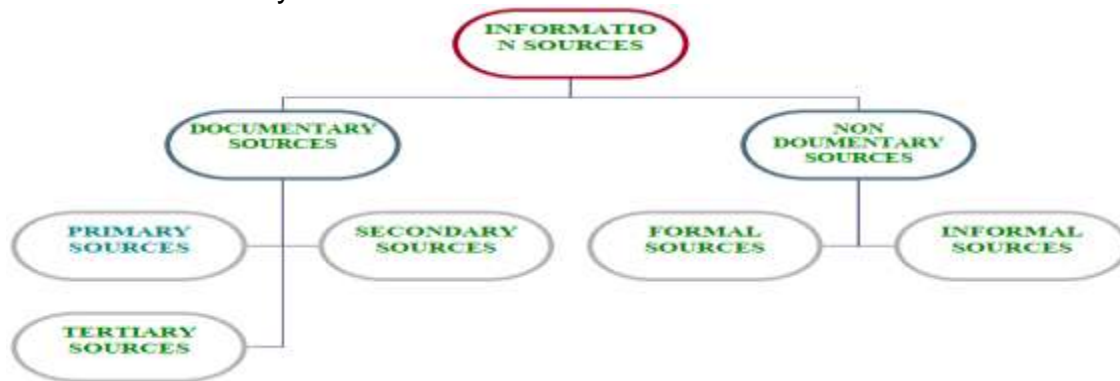 INFORMATIO
N SOURCES
DOCUMENTARY
SOURCES
NON
DOUMENTARY
SOURCES
PRIMARY
SOURCES
SECONDARY
SOURCES
FORMAL
SOURCES
INFORMAL
SOURCES
TERTIARY
SOURCES